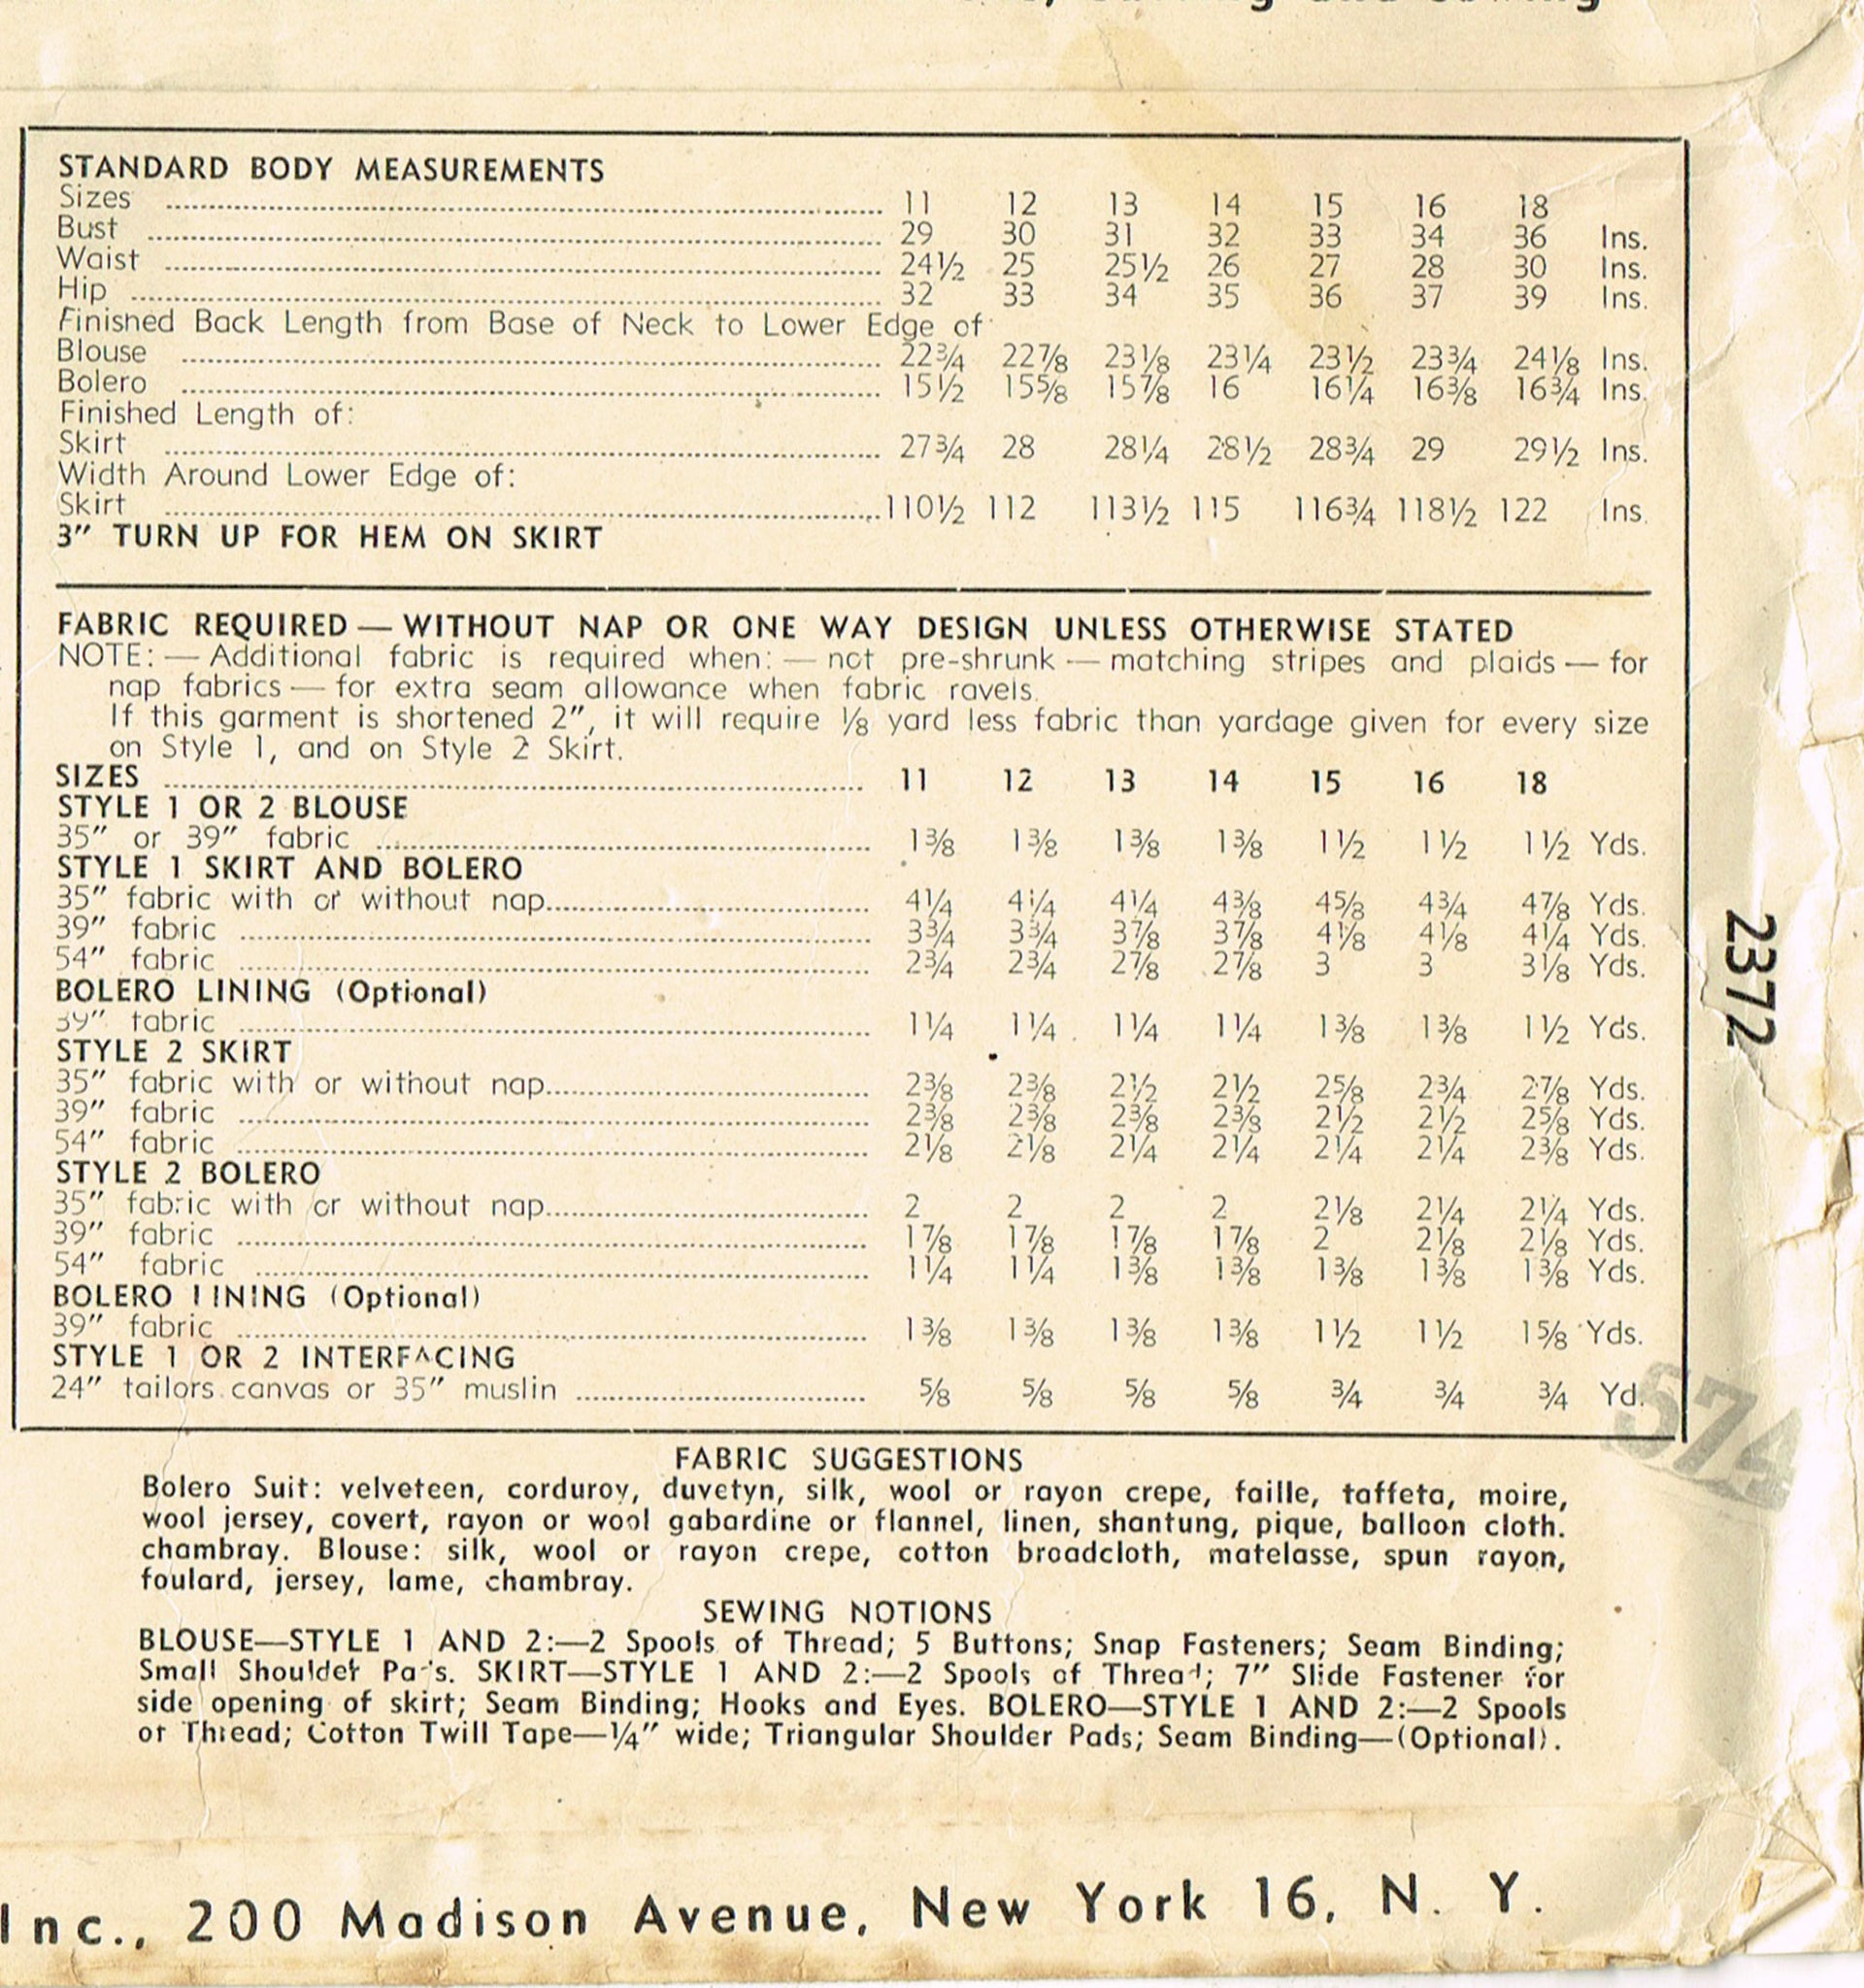 and Sewing
STANDARD BODY MEASUREMENTS
Sizes 11 12 13 14 15 16 18
Bust 29 30 31 32 33 34 36 Ins.
Waist 24½ 25 25½ 26 27 28 30 Ins.
Hip 32 33 34 35 36 37 39 Ins.
Finished Back Length from Base of Neck to Lower Edge of
Blouse 22¾ 22⅞ 23⅛ 23¼ 23½ 23¾ 24⅛ Ins.
Bolero 15½ 15⅝ 15⅞ 16 16¼ 16⅜ 16¾ Ins.
Finished Length of:
Skirt 27¾ 28 28¼ 28½ 28¾ 29 29½ Ins.
Width Around Lower Edge of:
Skirt 110½ 112 113½ 115 116¾ 118½ 122 Ins.
3" TURN UP FOR HEM ON SKIRT
FABRIC REQUIRED — WITHOUT NAP OR ONE WAY DESIGN UNLESS OTHERWISE STATED
NOTE: — Additional fabric is required when: — not pre-shrunk — matching stripes and plaids — for
nap fabrics — for extra seam allowance when fabric ravels.
If this garment is shortened 2", it will require ⅛ yard less fabric than yardage given for every size
on Style 1, and on Style 2 Skirt.
SIZES 11 12 13 14 15 16 18
STYLE 1 OR 2 BLOUSE
35" or 39" fabric 1⅜ 1⅜ 1⅜ 1⅜ 1½ 1½ 1½ Yds.
STYLE 1 SKIRT AND BOLERO
35" fabric with or without nap 4¼ 4¼ 4¼ 4⅜ 4⅝ 4¾ 4⅞ Yds.
39" fabric 3¾ 3¾ 3⅞ 3⅞ 4⅛ 4⅛ 4¼ Yds.
54" fabric 2¾ 2¾ 2⅞ 2⅞ 3 3 3⅛ Yds.
BOLERO LINING (Optional)
39" fabric 1¼ 1¼ 1¼ 1¼ 1⅜ 1⅜ 1½ Yds.
STYLE 2 SKIRT
35" fabric with or without nap 2⅜ 2⅜ 2½ 2½ 2⅝ 2¾ 2⅞ Yds.
39" fabric 2⅜ 2⅜ 2⅜ 2⅜ 2½ 2½ 2⅝ Yds.
54" fabric 2⅛ 2⅛ 2¼ 2¼ 2¼ 2¼ 2⅜ Yds.
STYLE 2 BOLERO
35" fabric with or without nap 2 2 2 2 2⅛ 2¼ 2¼ Yds.
39" fabric 1⅞ 1⅞ 1⅞ 1⅞ 2 2⅛ 2⅛ Yds.
54" fabric 1¼ 1¼ 1⅜ 1⅜ 1⅜ 1⅜ 1⅜ Yds.
BOLERO LINING (Optional)
39" fabric 1⅜ 1⅜ 1⅜ 1⅜ 1½ 1½ 1⅝ Yds.
STYLE 1 OR 2 INTERFACING
24" tailors canvas or 35" muslin ⅝ ⅝ ⅝ ⅝ ¾ ¾ ¾ Yd.
2372
574
FABRIC SUGGESTIONS
Bolero Suit: velveteen, corduroy, duvetyn, silk, wool or rayon crepe, faille, taffeta, moire,
wool jersey, covert, rayon or wool gabardine or flannel, linen, shantung, pique, balloon cloth.
chambray. Blouse: silk, wool or rayon crepe, cotton broadcloth, matelasse, spun rayon,
foulard, jersey, lame, chambray.
SEWING NOTIONS
BLOUSE—STYLE 1 AND 2:—2 Spools of Thread; 5 Buttons; Snap Fasteners; Seam Binding;
Small Shoulder Pads. SKIRT—STYLE 1 AND 2:—2 Spools of Thread; 7" Slide Fastener for
side opening of skirt; Seam Binding; Hooks and Eyes. BOLERO—STYLE 1 AND 2:—2 Spools
of Thread; Cotton Twill Tape—¼" wide; Triangular Shoulder Pads; Seam Binding—(Optional).
Inc., 200 Madison Avenue, New York 16, N. Y.